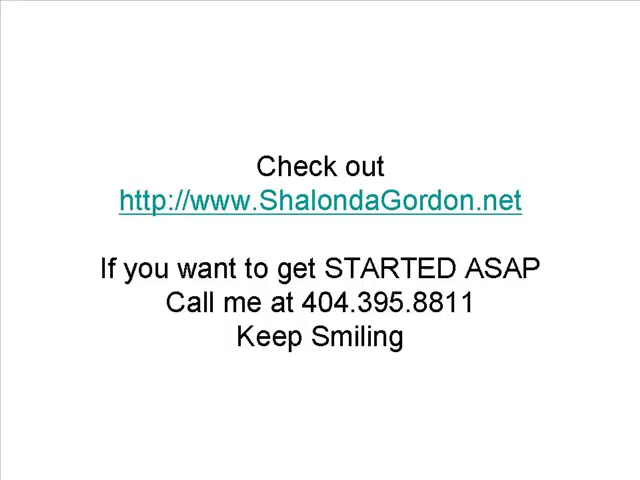 Check out
http://www.ShalondaGordon.net
If you want to get STARTED ASAP
Call me at 404.395.8811
Keep Smiling